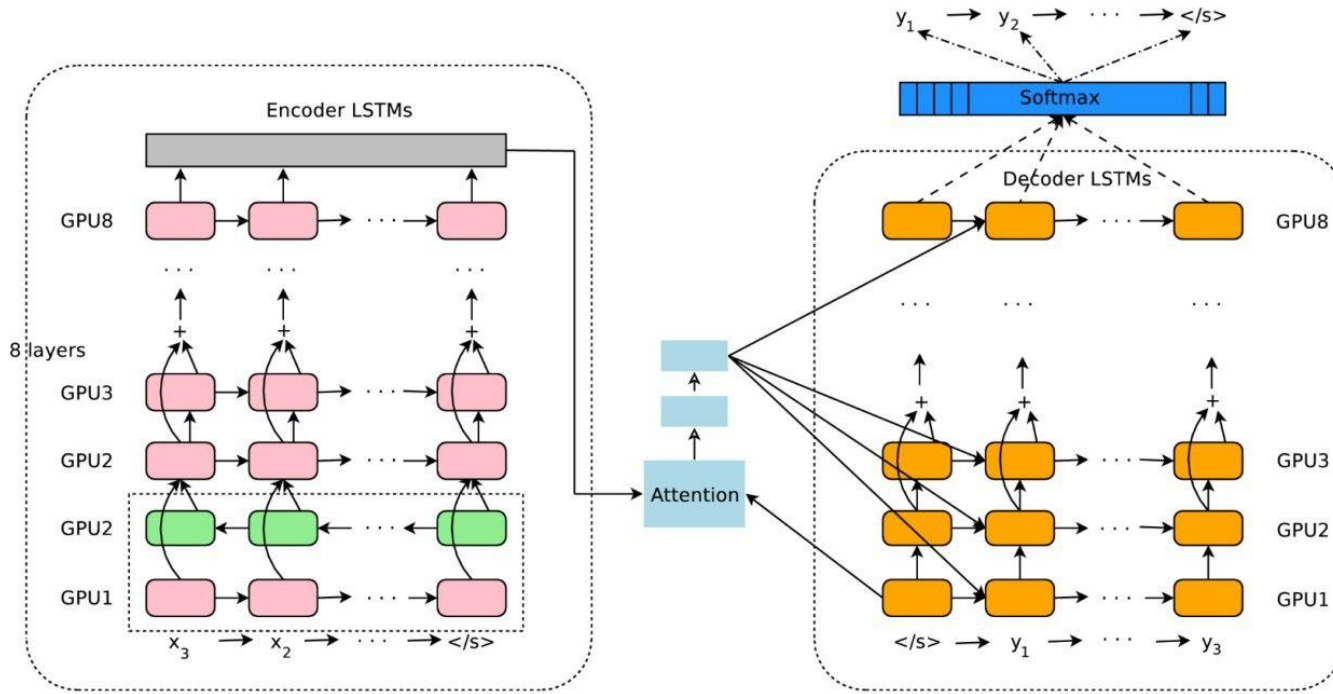 y1 y2 . . . </s>
Softmax
Encoder LSTMs
Decoder LSTMs
GPU8
GPU8
. . .
. . .
. . .
. . .
. . .
. . .
+ + +
8 layers
GPU3
+ + +
GPU2
Attention
GPU3
GPU2
GPU2
GPU1
GPU1
x3 x2 . . . </s>
</s> y1 . . . y3